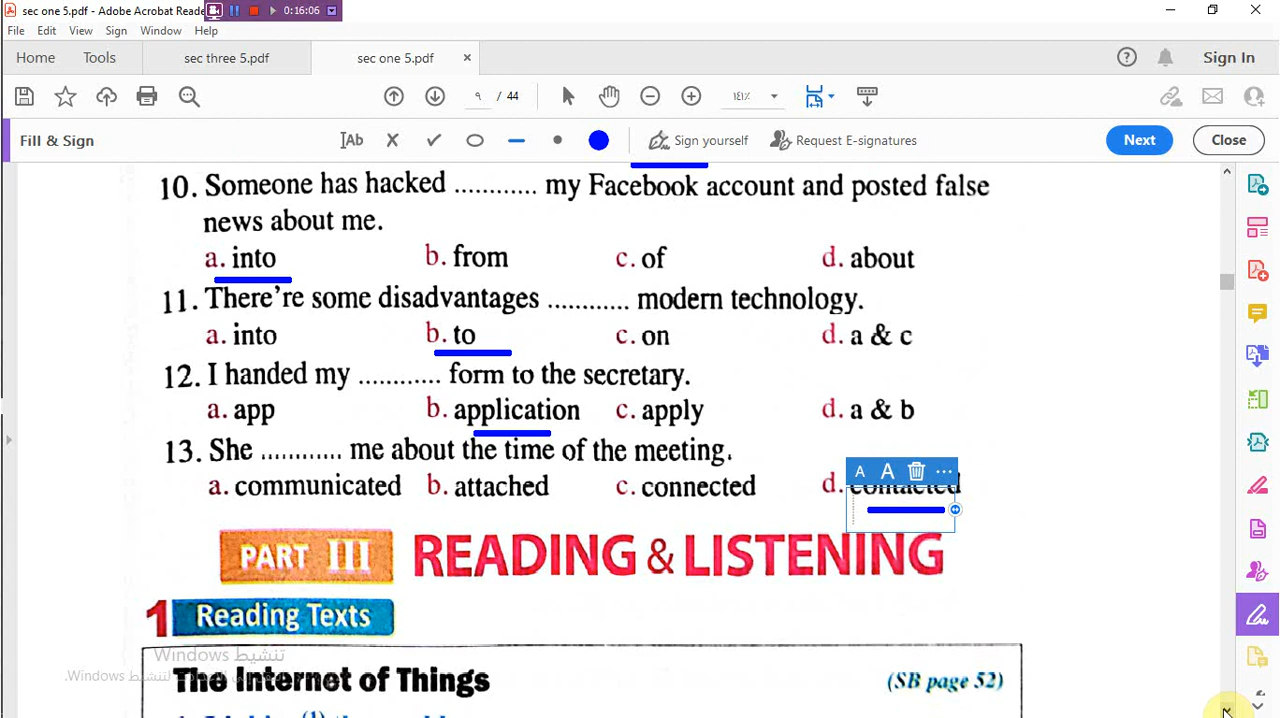 sec one 5.pdf - Adobe Acrobat Reade
0:16:06
File Edit View Sign Window Help
Home Tools sec three 5.pdf sec one 5.pdf × Sign In
٩ / 44 ١٤١%
Fill & Sign Ab Sign yourself Request E-signatures Next Close
10. Someone has hacked ............ my Facebook account and posted false
news about me.
a. into b. from c. of d. about
11. There're some disadvantages ............ modern technology.
a. into b. to c. on d. a & c
12. I handed my ............ form to the secretary.
a. app b. application c. apply d. a & b
13. She ............ me about the time of the meeting.
A A ...
a. communicated b. attached c. connected d. contacted
PART III READING & LISTENING
1 Reading Texts
تنشيط Windows
The Internet of Things (SB page 52)
لتنشيط Windows.
(1)